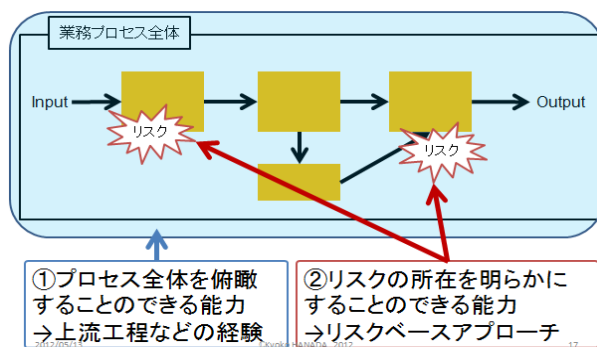 業務プロセス全体
Input
Output
リスク
リスク
①プロセス全体を俯瞰
することのできる能力
→上流工程などの経験
②リスクの所在を明らかに
することのできる能力
→リスクベースアプローチ
2012/05/13
©Kyoko HANADA, 2012
17